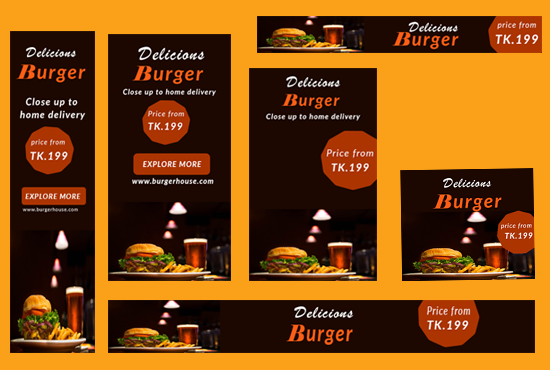 Delicions
Burger
Close up to
home delivery
price from
TK.199
EXPLORE MORE
www.burgerhouse.com
Delicions
Burger
Close up to home delivery
Price from
TK.199
EXPLORE MORE
www.burgerhouse.com
Delicions
Burger
price from
TK.199
Delicions
Burger
Close up to home delivery
Price from
TK.199
Delicions
Burger
price from
TK.199
Delicions
Burger
Price from
TK.199